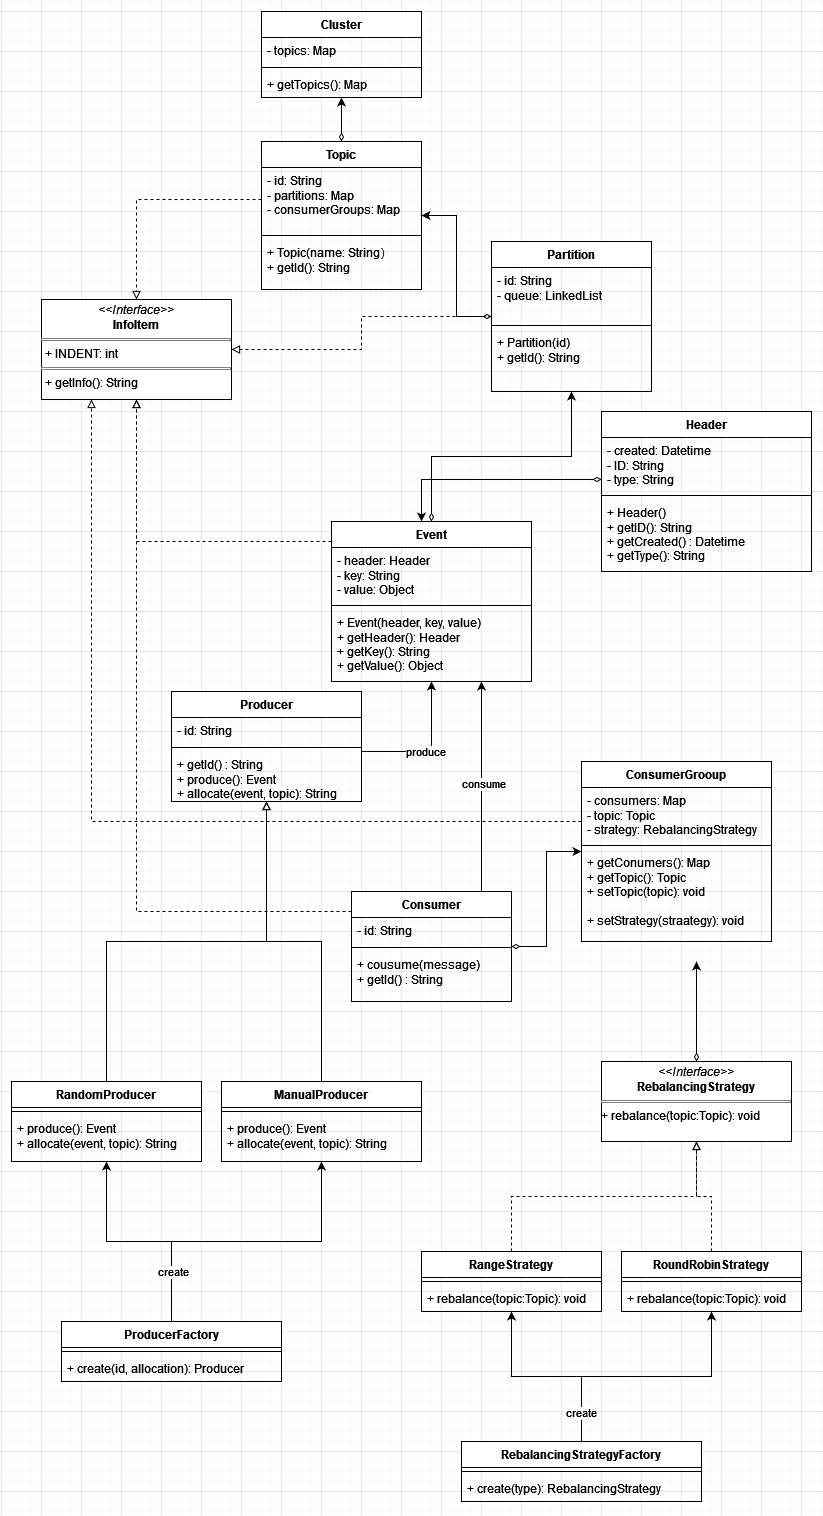 Cluster
- topics: Map
+ getTopics(): Map
Topic
- id: String
- partitions: Map
- consumerGroups: Map
+ Topic(name: String)
+ getId(): String
Partition
- id: String
- queue: LinkedList
+ Partition(id)
+ getId(): String
<<Interface>>
InfoItem
+ INDENT: int
+ getInfo(): String
Header
- created: Datetime
- ID: String
- type: String
+ Header()
+ getID(): String
+ getCreated() : Datetime
+ getType(): String
Event
- header: Header
- key: String
- value: Object
+ Event(header, key, value)
+ getHeader(): Header
+ getKey(): String
+ getValue(): Object
Producer
- id: String
+ getId() : String
+ produce(): Event
+ allocate(event, topic): String
produce
consume
ConsumerGrooup
- consumers: Map
- topic: Topic
- strategy: RebalancingStrategy
+ getConumers(): Map
+ getTopic(): Topic
+ setTopic(topic): void
+ setStrategy(straategy): void
Consumer
- id: String
+ cousume(message)
+ getId() : String
<<Interface>>
RebalancingStrategy
+ rebalance(topic:Topic): void
RandomProducer
+ produce(): Event
+ allocate(event, topic): String
ManualProducer
+ produce(): Event
+ allocate(event, topic): String
create
ProducerFactory
+ create(id, allocation): Producer
RangeStrategy
+ rebalance(topic:Topic): void
RoundRobinStrategy
+ rebalance(topic:Topic): void
create
RebalancingStrategyFactory
+ create(type): RebalancingStrategy